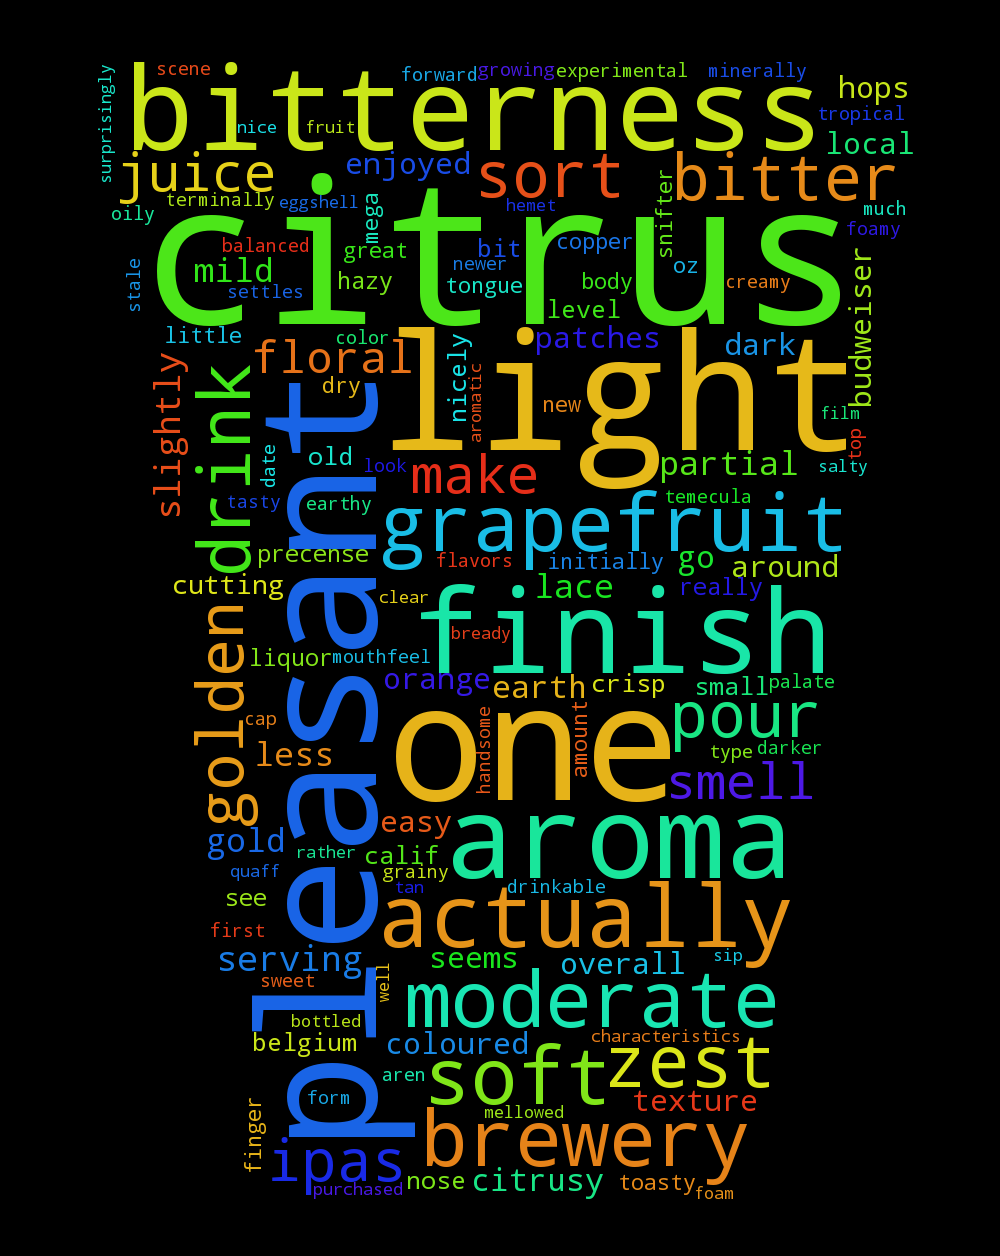 scene
forward
growing
experimental
minerally
bitterness
hops
surprisingly
nice
fruit
tropical
local
juice
enjoyed
sort
bitter
terminally
eggshell
mega
hemet
snifter
much
oily
citrus
foamy
balanced
great
bit
copper
mild
newer
oz
budweiser
stale
settles
hazy
tongue
body
creamy
level
little
color
nicely
patches
dark
floral
light
slightly
drink
dry
aromatic
new
film
top
date
old
look
make
partial
salty
pleasant
tasty
earthy
grapefruit
temecula
precense
flavors
initially
go
around
cutting
clear
lace
really
golden
bready
finish
liquor
mouthfeel
orange
earth
crisp
small
palate
cap
one
handsome
amount
pour
less
type
darker
smell
gold
easy
rather
calif
aroma
quaff
grainy
see
tan
drinkable
actually
first
serving
seems
overall
sip
sweet
well
moderate
bottled
belgium
coloured
characteristics
aren
soft
zest
form
mellowed
texture
finger
brewery
ipas
purchased
nose
citrusy
toasty
foam